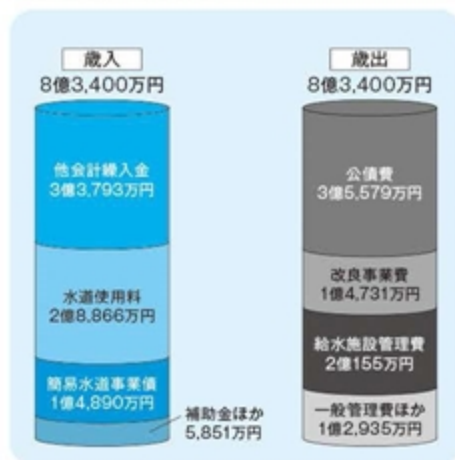 歳入
8億3,400万円
他会計繰入金
3億3,793万円
水道使用料
2億8,866万円
簡易水道事業債
1億4,890万円
補助金ほか
5,851万円
歳出
8億3,400万円
公債費
3億5,579万円
改良事業費
1億4,731万円
給水施設管理費
2億155万円
一般管理費ほか
1億2,935万円